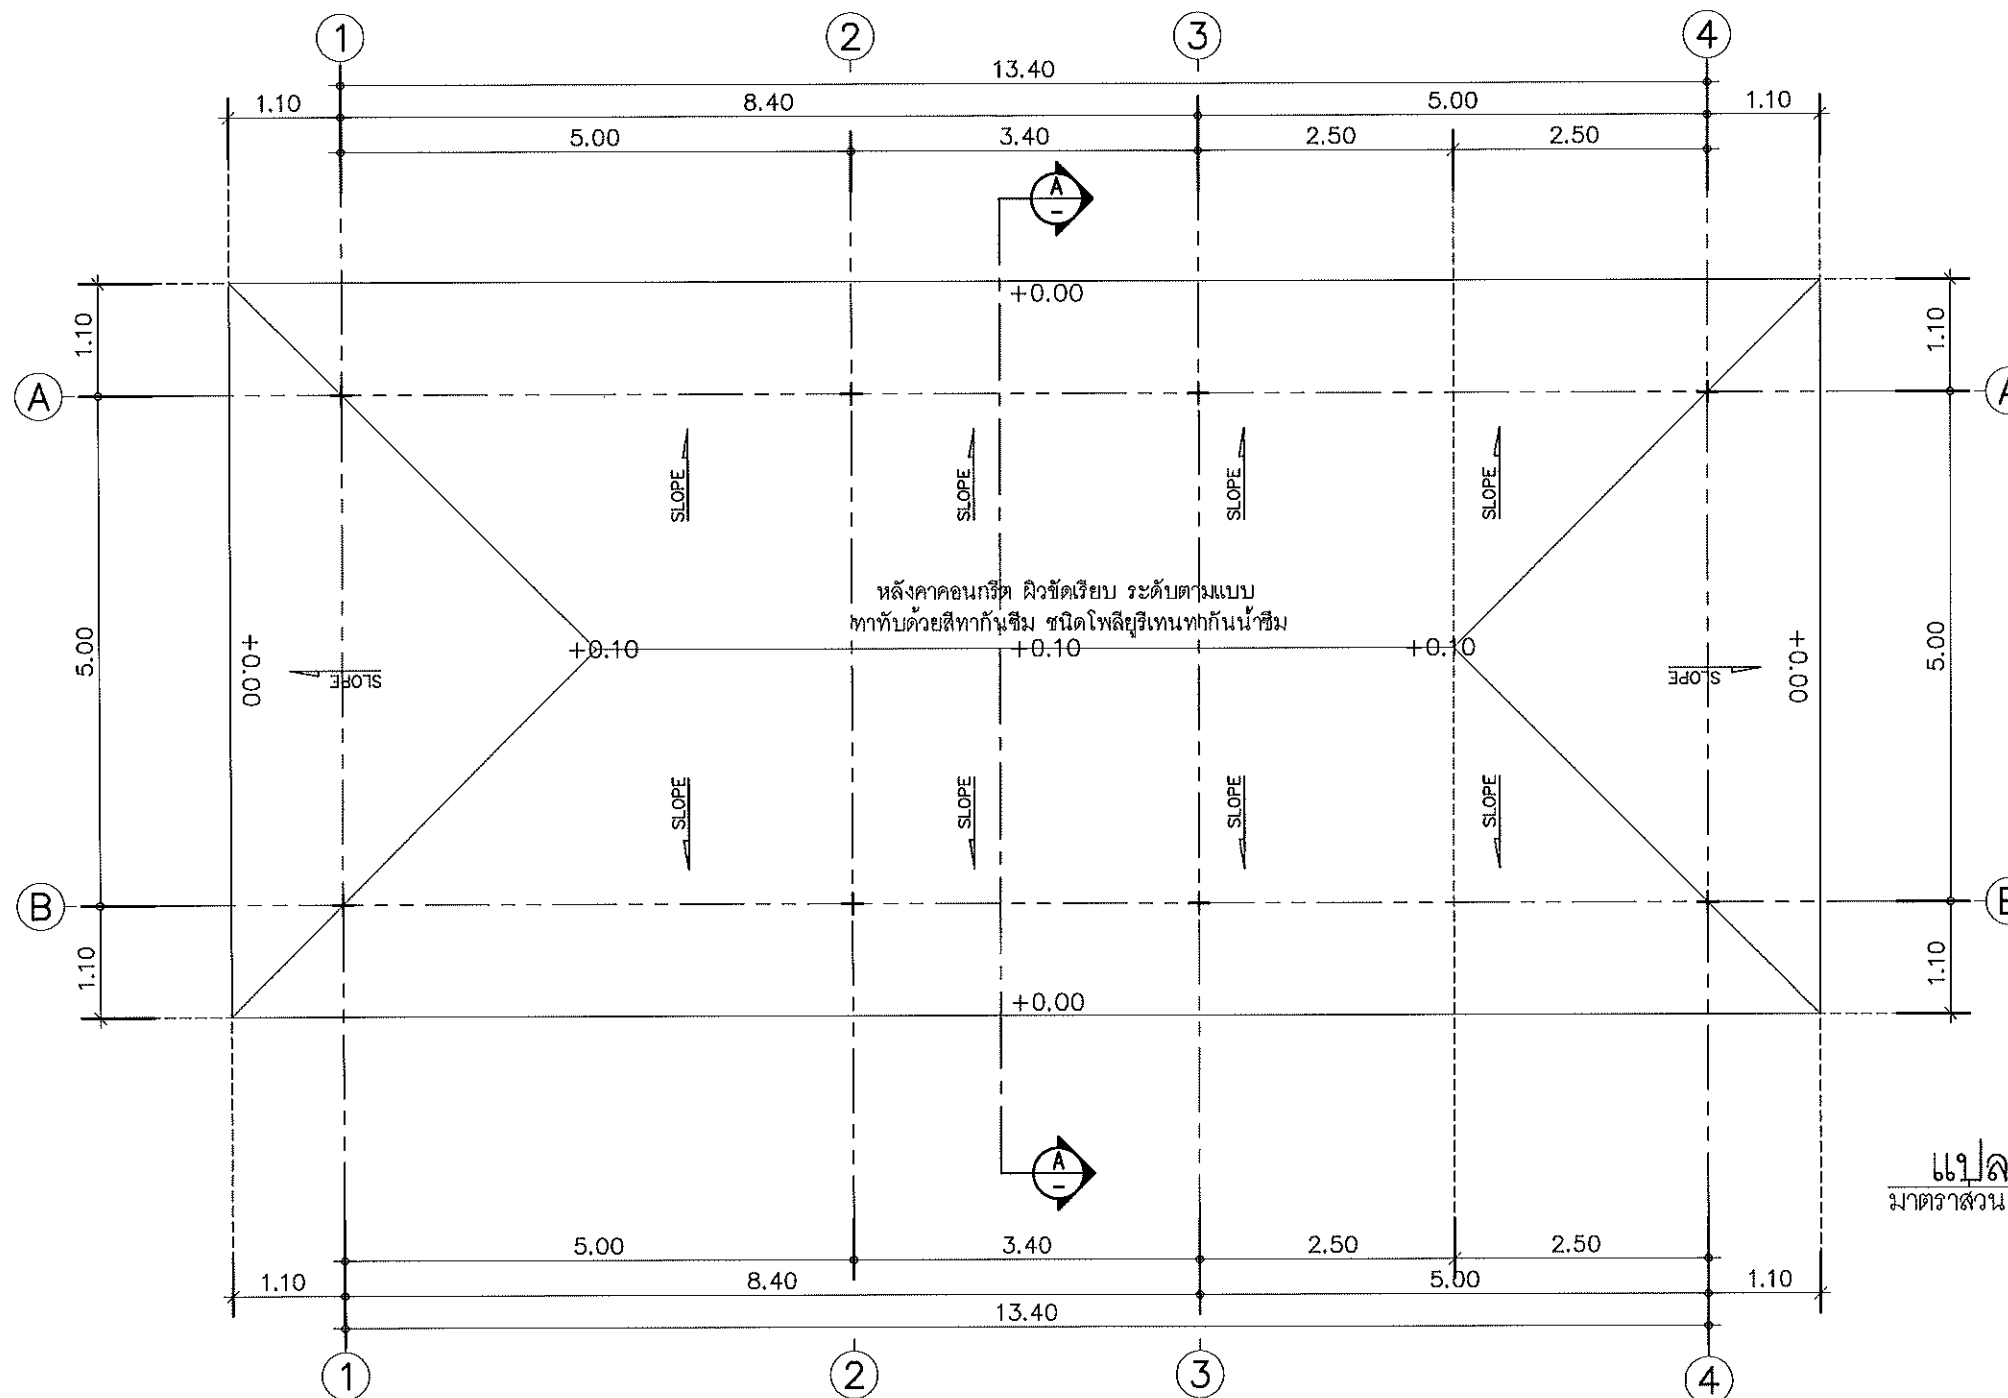 1 2 3 4
13.40
1.10 8.40 5.00 1.10
5.00 3.40 2.50 2.50
A
-
+0.00
1.10 1.10
A A
SLOPE SLOPE SLOPE SLOPE
หลังคาคอนกรีต ผิวขัดเรียบ ระดับตามแบบ
ทาทับด้วยสีทากันซึม ชนิดโพลียูรีเทนทากันน้ำซึม
+0.10 +0.10 +0.10
5.00 +0.00 SLOPE SLOPE +0.00 5.00
SLOPE SLOPE SLOPE SLOPE
B
1.10 1.10
+0.00
A
-
มาตราส่วน
5.00 3.40 2.50 2.50
1.10 8.40 5.00 1.10
13.40
1 2 3 4